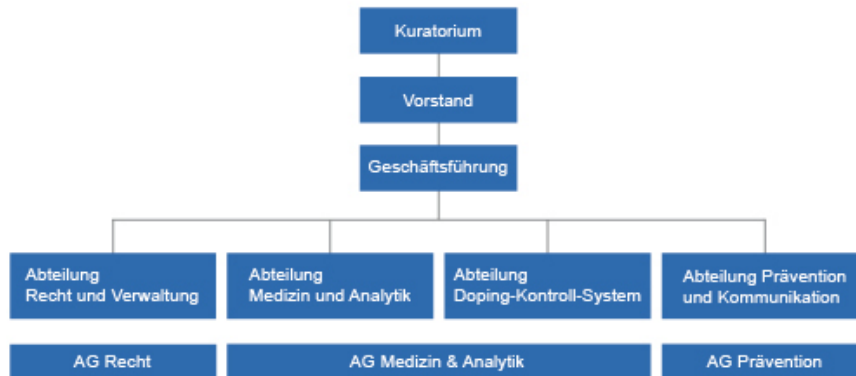 Kuratorium
Vorstand
Geschäftsführung
Abteilung
Recht und Verwaltung
Abteilung
Medizin und Analytik
Abteilung
Doping-Kontroll-System
Abteilung Prävention
und Kommunikation
AG Recht
AG Medizin & Analytik
AG Prävention